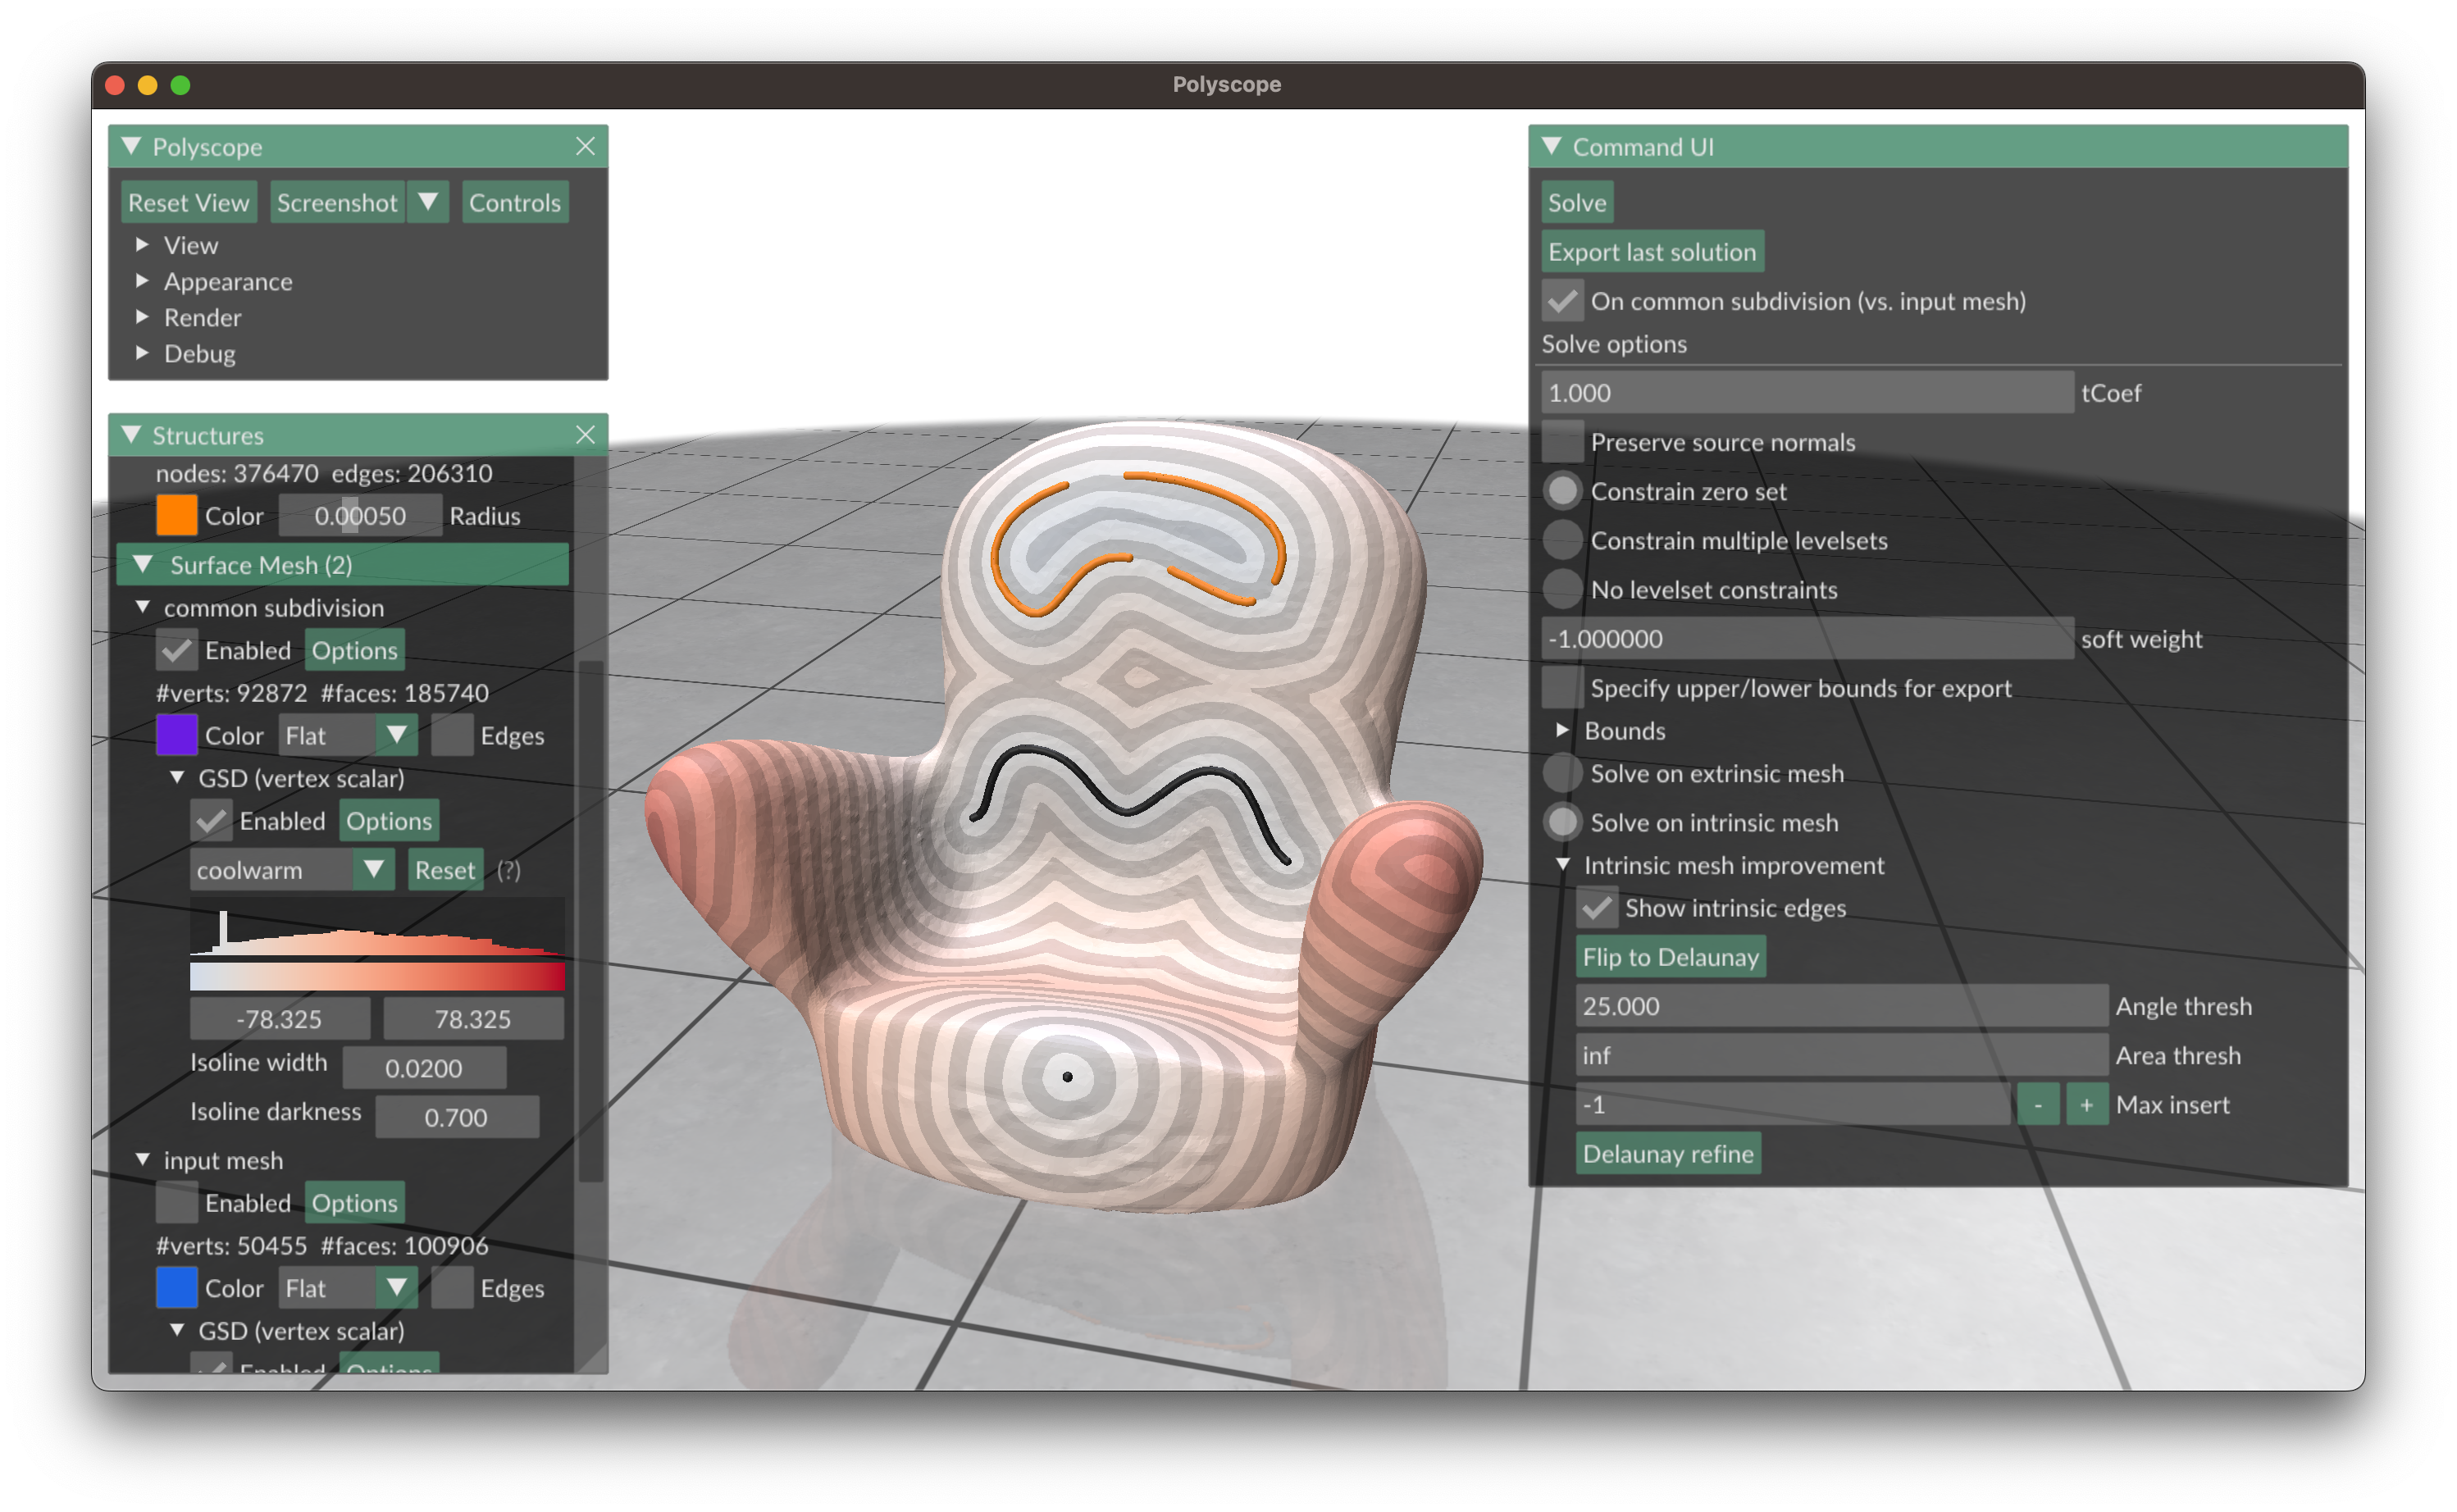 Polyscope
Polyscope
Reset View Screenshot Controls
View
Appearance
Render
Debug
Structures
nodes: 376470 edges: 206310
Color 0.00050 Radius
Surface Mesh (2)
common subdivision
Enabled Options
#verts: 92872 #faces: 185740
Color Flat Edges
GSD (vertex scalar)
Enabled Options
coolwarm Reset (?)
-78.325 78.325
Isoline width 0.0200
Isoline darkness 0.700
input mesh
Enabled Options
#verts: 50455 #faces: 100906
Color Flat Edges
GSD (vertex scalar)
Enabled Options
Command UI
Solve
Export last solution
On common subdivision (vs. input mesh)
Solve options
1.000 tCoef
Preserve source normals
Constrain zero set
Constrain multiple levelsets
No levelset constraints
-1.000000 soft weight
Specify upper/lower bounds for export
Bounds
Solve on extrinsic mesh
Solve on intrinsic mesh
Intrinsic mesh improvement
Show intrinsic edges
Flip to Delaunay
25.000 Angle thresh
inf Area thresh
-1 - + Max insert
Delaunay refine